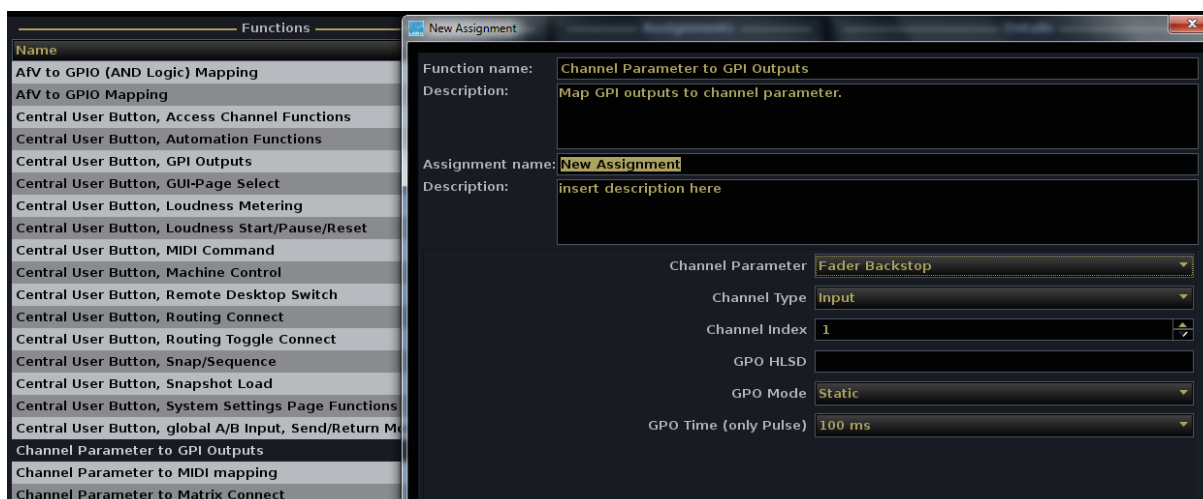 Functions
Name
AfV to GPIO (AND Logic) Mapping
AfV to GPIO Mapping
Central User Button, Access Channel Functions
Central User Button, Automation Functions
Central User Button, GPI Outputs
Central User Button, GUI-Page Select
Central User Button, Loudness Metering
Central User Button, Loudness Start/Pause/Reset
Central User Button, MIDI Command
Central User Button, Machine Control
Central User Button, Remote Desktop Switch
Central User Button, Routing Connect
Central User Button, Routing Toggle Connect
Central User Button, Snap/Sequence
Central User Button, Snapshot Load
Central User Button, System Settings Page Functions
Central User Button, global A/B Input, Send/Return
Channel Parameter to GPI Outputs
Channel Parameter to MIDI mapping
Channel Parameter to Matrix Connect
New Assignment
Function name: Channel Parameter to GPI Outputs
Description: Map GPI outputs to channel parameter.
Assignment name: New Assignment
Description: insert description here
Channel Parameter Fader Backstop
Channel Type Input
Channel Index 1
GPO HLSD
GPO Mode Static
GPO Time (only Pulse) 100 ms